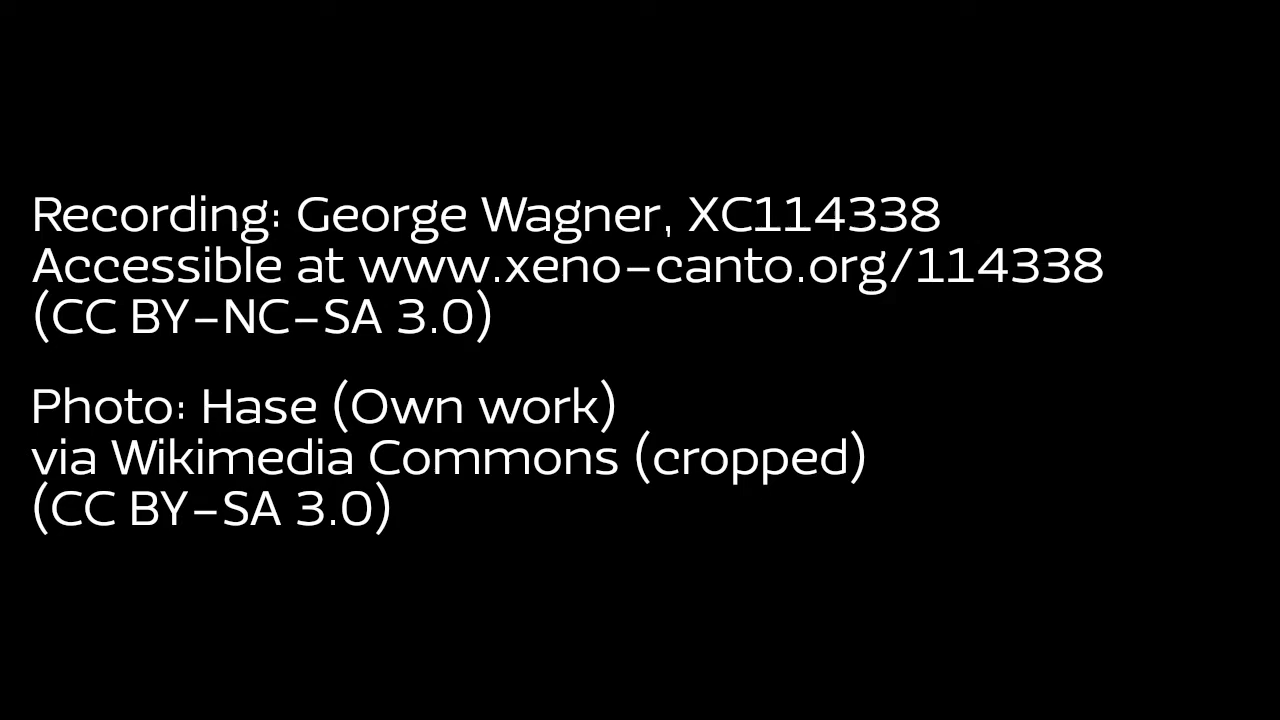 Recording: George Wagner, XC114338
Accessible at www.xeno-canto.org/114338
(CC BY-NC-SA 3.0)
Photo: Hase (Own work)
via Wikimedia Commons (cropped)
(CC BY-SA 3.0)